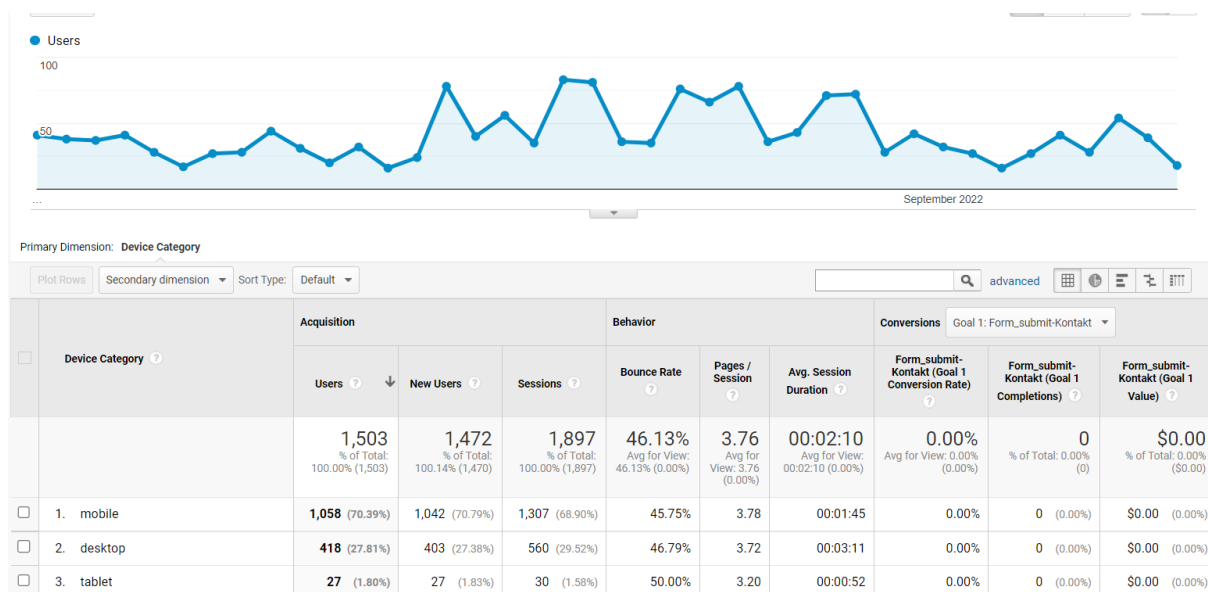 Users
100
50
...
September 2022
Primary Dimension: Device Category
Plot Rows Secondary dimension Sort Type: Default advanced
Acquisition Behavior Conversions Goal 1: Form_submit-Kontakt
Device Category ? Users ? New Users ? Sessions ? Bounce Rate ? Pages / Session ? Avg. Session Duration ? Form_submit-Kontakt (Goal 1 Conversion Rate) ? Form_submit-Kontakt (Goal 1 Completions) ? Form_submit-Kontakt (Goal 1 Value) ?
1,503 1,472 1,897 46.13% 3.76 00:02:10 0.00% 0 $0.00
% of Total: 100.00% (1,503) % of Total: 100.14% (1,470) % of Total: 100.00% (1,897) Avg for View: 46.13% (0.00%) Avg for View: 3.76 (0.00%) Avg for View: 00:02:10 (0.00%) Avg for View: 0.00% (0.00%) % of Total: 0.00% (0) % of Total: 0.00% ($0.00)
1. mobile 1,058 (70.39%) 1,042 (70.79%) 1,307 (68.90%) 45.75% 3.78 00:01:45 0.00% 0 (0.00%) $0.00 (0.00%)
2. desktop 418 (27.81%) 403 (27.38%) 560 (29.52%) 46.79% 3.72 00:03:11 0.00% 0 (0.00%) $0.00 (0.00%)
3. tablet 27 (1.80%) 27 (1.83%) 30 (1.58%) 50.00% 3.20 00:00:52 0.00% 0 (0.00%) $0.00 (0.00%)